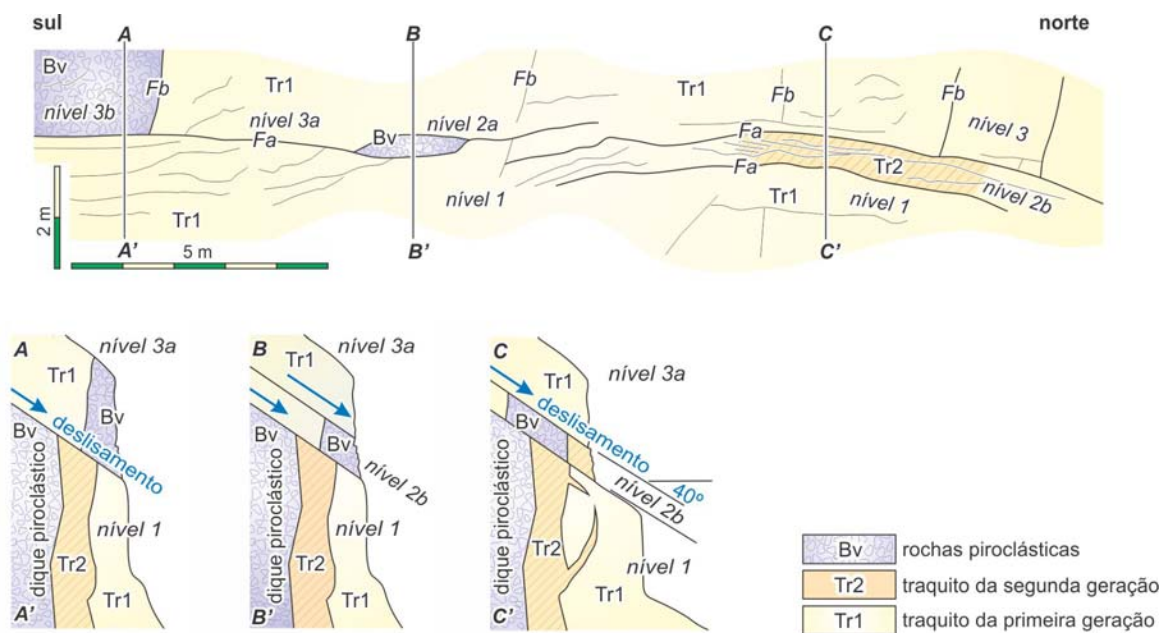 sul A B C norte
Bv Fb Tr1 Fb Tr1 Fb Fb
nível 3b nível 3a nível 2a nível 3
Fa Bv Fa Tr2
Fa nível 2b
Tr1 nível 1 Tr1 nível 1
2 m
A' B' C'
5 m
A nível 3a
Tr1
Bv
Bv deslisamento
dique piroclástico
nível 1
Tr2
Tr1
A'
B nível 3a
Tr1
Bv
Bv
nível 2b
dique piroclástico
nível 1
Tr2
Tr1
B'
C Tr1 nível 3a
Bv deslisamento
40º
nível 2b
dique piroclástico
Tr2
nível 1
Tr1
C'
Bv rochas piroclásticas
Tr2 traquito da segunda geração
Tr1 traquito da primeira geração